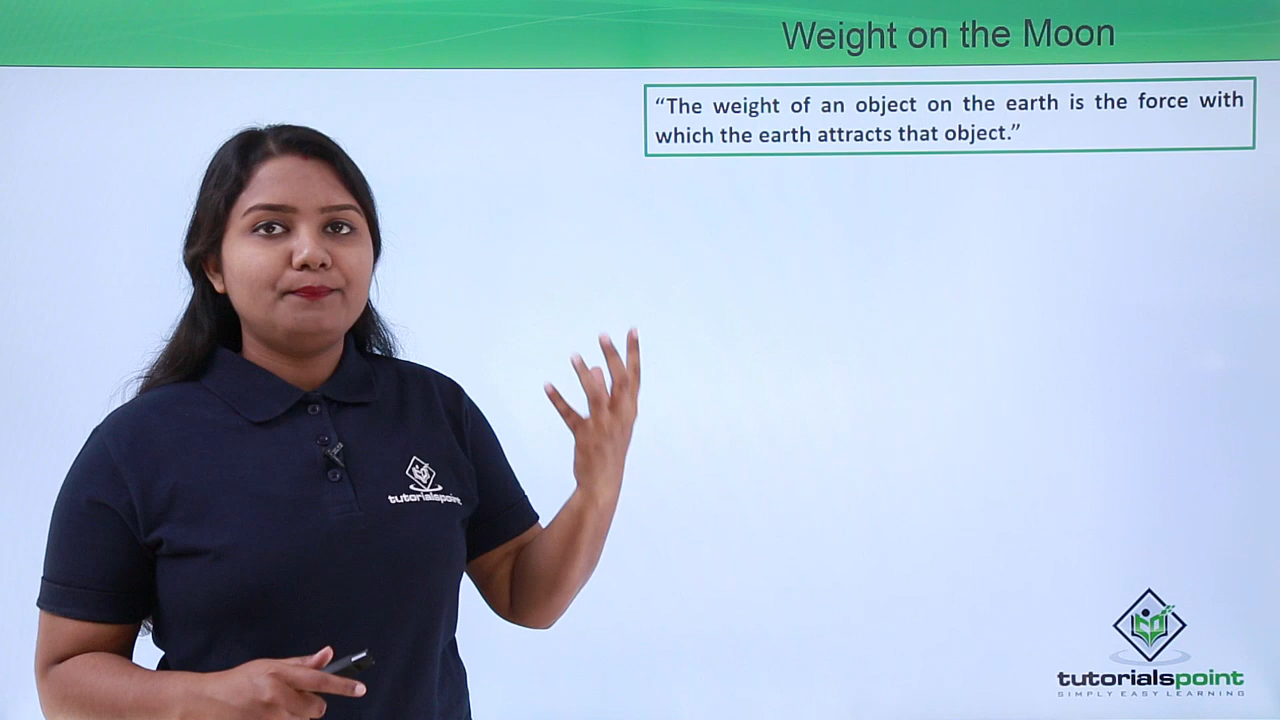 Weight on the Moon
“The weight of an object on the earth is the force with
which the earth attracts that object.”
tutorialspoint
tutorialspoint
SIMPLY EASY LEARNING